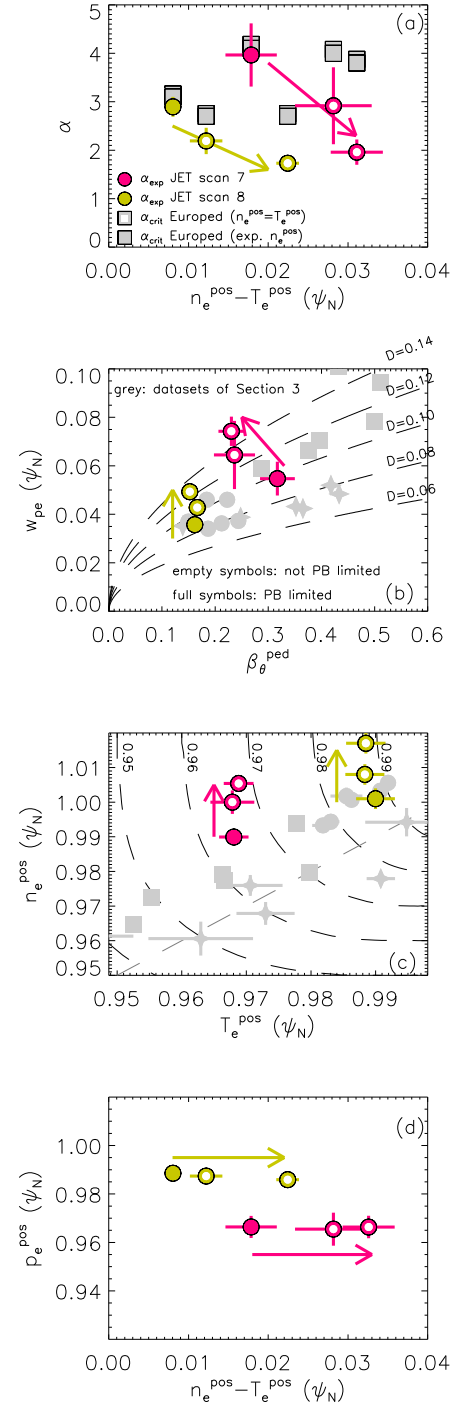 (a)
5
4
3
2
1
0
α
α_exp JET scan 7
α_exp JET scan 8
α_crit Europed (n_e^pos=T_e^pos)
α_crit Europed (exp. n_e^pos)
0.00 0.01 0.02 0.03 0.04
n_e^pos−T_e^pos (ψ_N)
D=0.14
D=0.12
D=0.10
D=0.08
D=0.06
grey: datasets of Section 3
0.10
0.08
0.06
0.04
0.02
0.00
w_pe (ψ_N)
empty symbols: not PB limited
full symbols: PB limited
(b)
0.0 0.1 0.2 0.3 0.4 0.5 0.6
β_θ^ped
0.95 0.96 0.97 0.98 0.99
1.01
1.00
0.99
0.98
0.97
0.96
0.95
n_e^pos (ψ_N)
(c)
0.95 0.96 0.97 0.98 0.99
T_e^pos (ψ_N)
(d)
1.00
0.98
0.96
0.94
p_e^pos (ψ_N)
0.00 0.01 0.02 0.03 0.04
n_e^pos−T_e^pos (ψ_N)